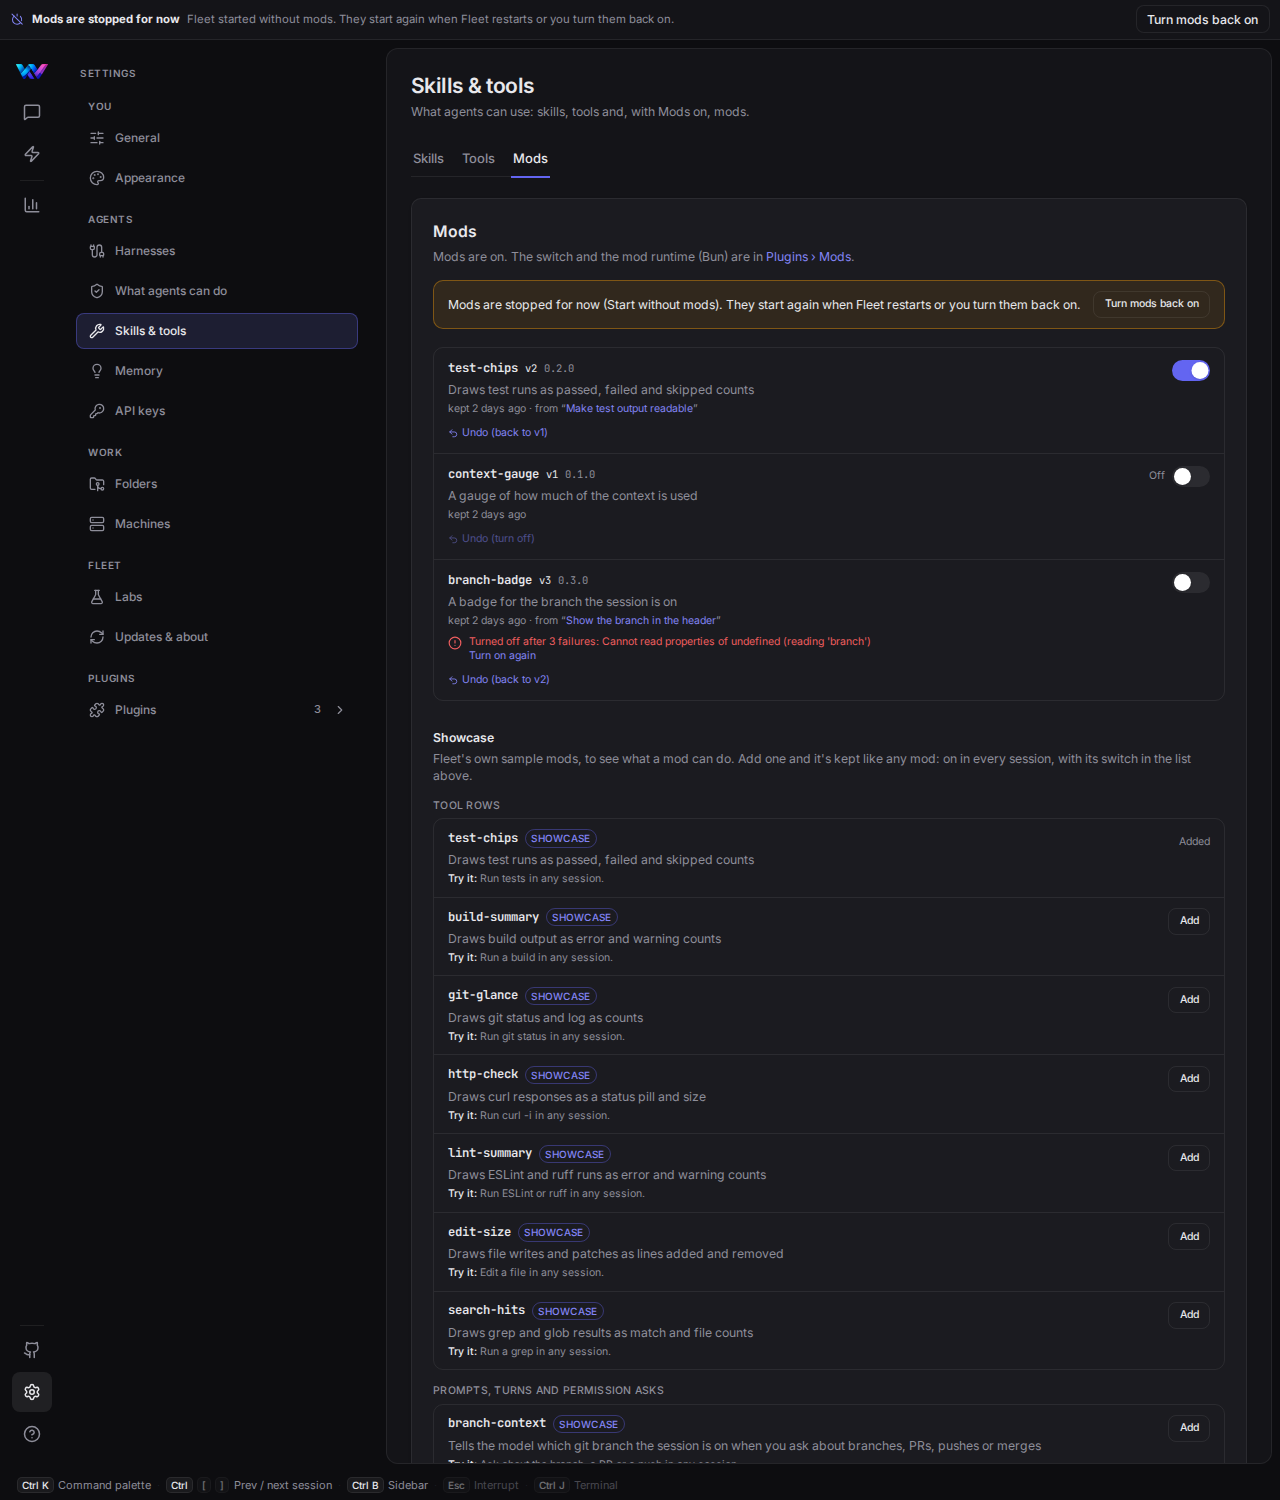 Mods are stopped for now Fleet started without mods. They start again when Fleet restarts or you turn them back on.
Turn mods back on
SETTINGS
YOU
General
Appearance
AGENTS
Harnesses
What agents can do
Skills & tools
Memory
API keys
WORK
Folders
Machines
FLEET
Labs
Updates & about
PLUGINS
Plugins 3
Skills & tools
What agents can use: skills, tools and, with Mods on, mods.
Skills Tools Mods
Mods
Mods are on. The switch and the mod runtime (Bun) are in Plugins › Mods.
Mods are stopped for now (Start without mods). They start again when Fleet restarts or you turn them back on.
Turn mods back on
test-chips v2 0.2.0
Draws test runs as passed, failed and skipped counts
kept 2 days ago · from “Make test output readable”
Undo (back to v1)
context-gauge v1 0.1.0
Off
A gauge of how much of the context is used
kept 2 days ago
Undo (turn off)
branch-badge v3 0.3.0
A badge for the branch the session is on
kept 2 days ago · from “Show the branch in the header”
Turned off after 3 failures: Cannot read properties of undefined (reading 'branch')
Turn on again
Undo (back to v2)
Showcase
Fleet's own sample mods, to see what a mod can do. Add one and it's kept like any mod: on in every session, with its switch in the list
above.
TOOL ROWS
test-chips SHOWCASE
Added
Draws test runs as passed, failed and skipped counts
Try it: Run tests in any session.
build-summary SHOWCASE
Add
Draws build output as error and warning counts
Try it: Run a build in any session.
git-glance SHOWCASE
Add
Draws git status and log as counts
Try it: Run git status in any session.
http-check SHOWCASE
Add
Draws curl responses as a status pill and size
Try it: Run curl -i in any session.
lint-summary SHOWCASE
Add
Draws ESLint and ruff runs as error and warning counts
Try it: Run ESLint or ruff in any session.
edit-size SHOWCASE
Add
Draws file writes and patches as lines added and removed
Try it: Edit a file in any session.
search-hits SHOWCASE
Add
Draws grep and glob results as match and file counts
Try it: Run a grep in any session.
PROMPTS, TURNS AND PERMISSION ASKS
branch-context SHOWCASE
Add
Tells the model which git branch the session is on when you ask about branches, PRs, pushes or merges
Try it: Ask about the branch, a PR or a push in any session.
Ctrl K Command palette Ctrl [ ] Prev / next session Ctrl B Sidebar Esc Interrupt Ctrl J Terminal